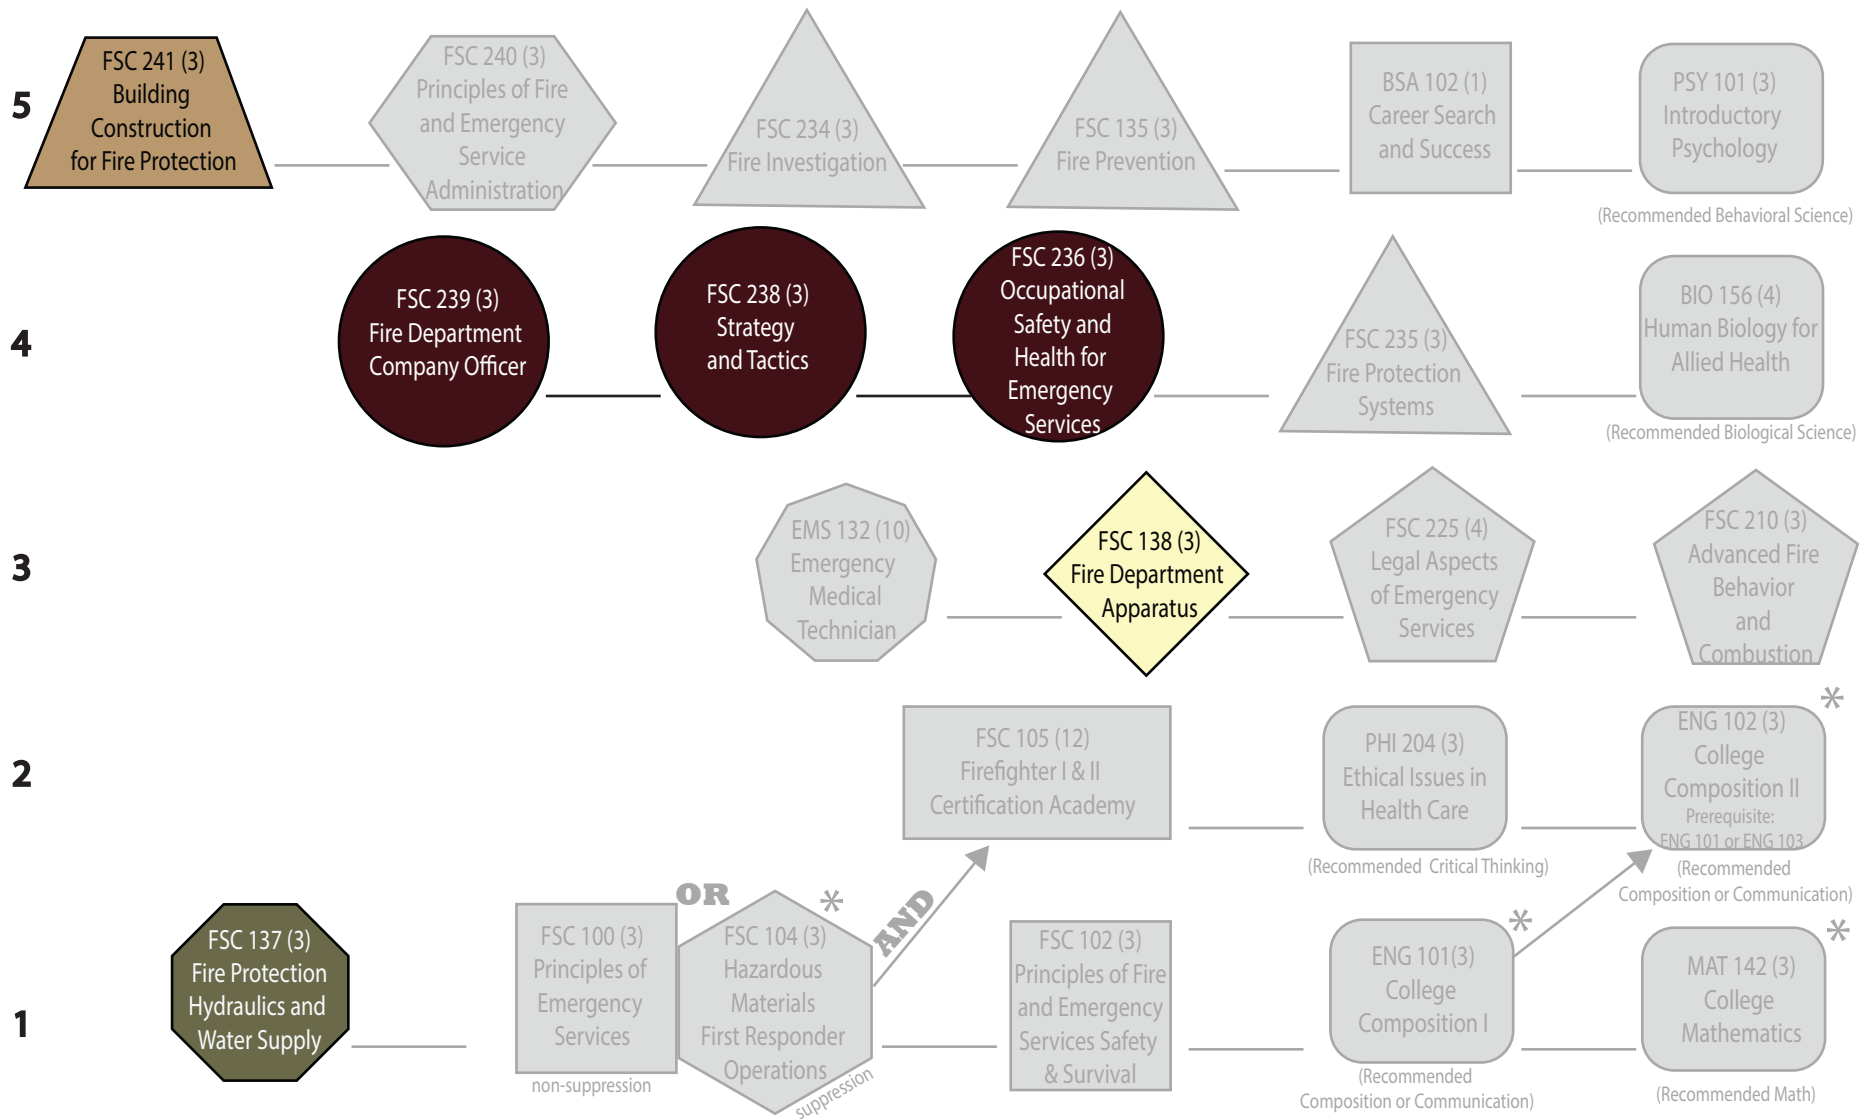 5
FSC 241 (3)
Building
Construction
for Fire Protection
FSC 240 (3)
Principles of Fire
and Emergency
Service
Administration
FSC 234 (3)
Fire Investigation
FSC 135 (3)
Fire Prevention
BSA 102 (1)
Career Search
and Success
PSY 101 (3)
Introductory
Psychology
(Recommended Behavioral Science)
4
FSC 239 (3)
Fire Department
Company Officer
FSC 238 (3)
Strategy
and Tactics
FSC 236 (3)
Occupational
Safety and
Health for
Emergency
Services
FSC 235 (3)
Fire Protection
Systems
BIO 156 (4)
Human Biology for
Allied Health
(Recommended Biological Science)
3
EMS 132 (10)
Emergency
Medical
Technician
FSC 138 (3)
Fire Department
Apparatus
FSC 225 (4)
Legal Aspects
of Emergency
Services
FSC 210 (3)
Advanced Fire
Behavior
and
Combustion
2
FSC 105 (12)
Firefighter I & II
Certification Academy
PHI 204 (3)
Ethical Issues in
Health Care
(Recommended Critical Thinking)
*
ENG 102 (3)
College
Composition II
Prerequisite:
ENG 101 or ENG 103
(Recommended
Composition or Communication)
1
FSC 137 (3)
Fire Protection
Hydraulics and
Water Supply
FSC 100 (3)
Principles of
Emergency
Services
non-suppression
OR
*
FSC 104 (3)
Hazardous
Materials
First Responder
Operations
suppression
AND
FSC 102 (3)
Principles of Fire
and Emergency
Services Safety
& Survival
*
ENG 101(3)
College
Composition I
(Recommended
Composition or Communication)
*
MAT 142 (3)
College
Mathematics
(Recommended Math)